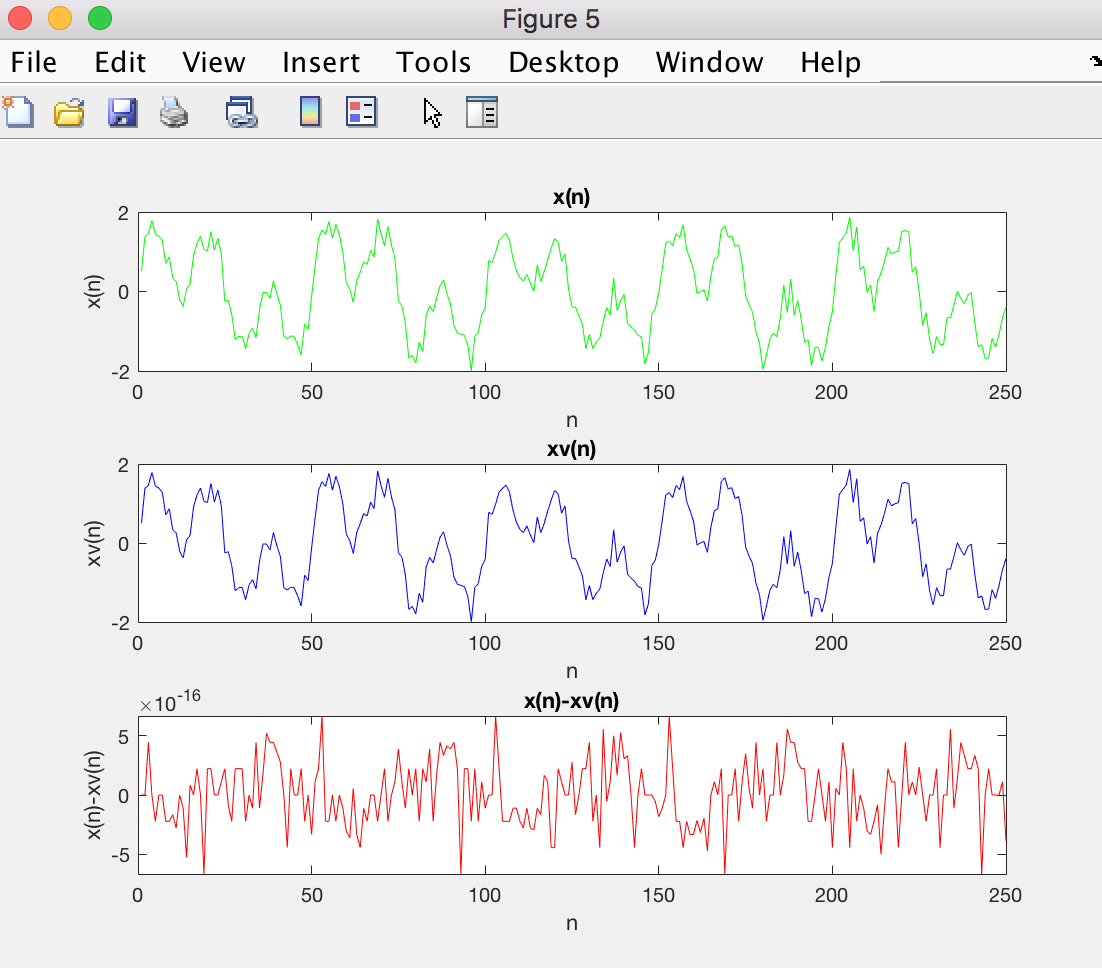 Figure 5
File Edit View Insert Tools Desktop Window Help
x(n)
x(n)
2
0
-2
0 50 100 150 200 250
n
xv(n)
xv(n)
2
0
-2
0 50 100 150 200 250
n
×10-16
x(n)-xv(n)
x(n)-xv(n)
5
0
-5
0 50 100 150 200 250
n